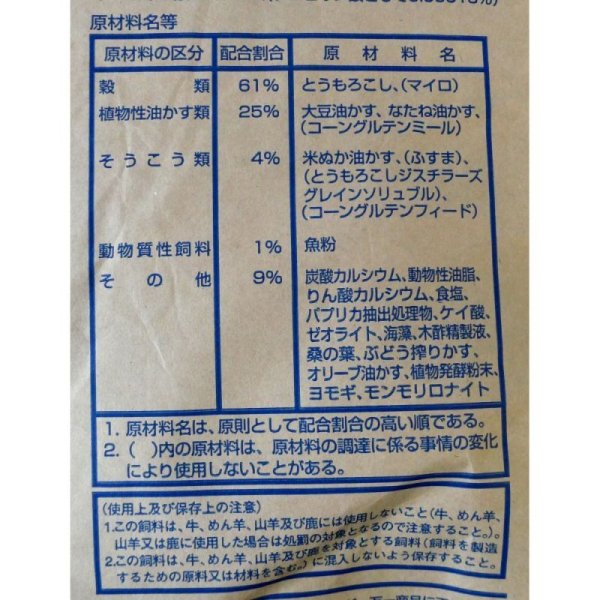 原材料名等
原材料の区分 配合割合 原材料名
穀類 61% とうもろこし、(マイロ)
植物性油かす類 25% 大豆油かす、なたね油かす、
(コーングルテンミール)
そうこう類 4% 米ぬか油かす、(ふすま)、
(とうもろこしジスチラーズ
グレインソリュブル)、
(コーングルテンフィード)
動物質性飼料 1% 魚粉
その他 9% 炭酸カルシウム、動物性油脂、
りん酸カルシウム、食塩、
パプリカ抽出処理物、ケイ酸、
ゼオライト、海藻、木酢精製液、
桑の葉、ぶどう搾りかす、
オリーブ油かす、植物発酵粉末、
ヨモギ、モンモリロナイト
1. 原材料名は、原則として配合割合の高い順である。
2. ( )内の原材料は、原材料の調達に係る事情の変化
により使用しないことがある。
(使用上及び保存上の注意)
1.この飼料は、牛、めん羊、山羊及び鹿には使用しないこと(牛、めん羊、
山羊又は鹿に使用した場合は処罰の対象となるので注意すること。)。
2.この飼料は、牛、めん羊、山羊及び鹿を対象とする飼料(飼料を製造
するための原料又は材料を含む。)に混入しないよう保存すること。